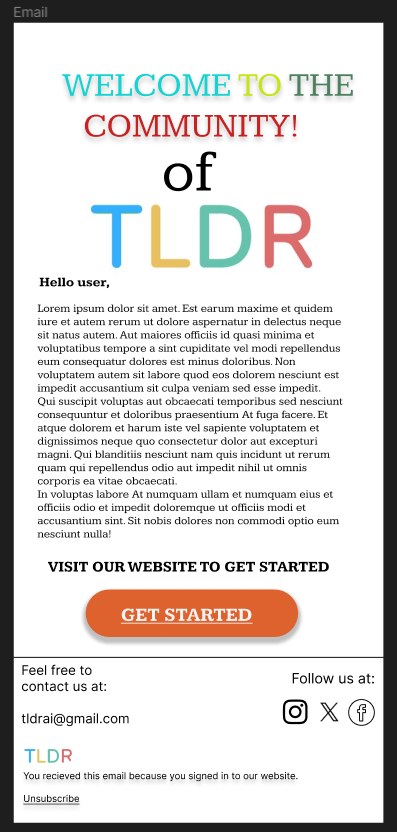 Email
WELCOME TO THE
COMMUNITY!
of
TLDR
Hello user,
Lorem ipsum dolor sit amet. Est earum maxime et quidem
iure et autem rerum ut dolore aspernatur in delectus neque
sit natus autem. Aut maiores officiis id quasi minima et
voluptatibus tempore a sint cupiditate vel modi repellendus
eum consequatur dolores est minus doloribus. Non
voluptatem autem sit labore quod eos dolorem nesciunt est
impedit accusantium sit culpa veniam sed esse impedit.
Qui suscipit voluptas aut obcaecati temporibus sed nesciunt
consequuntur et doloribus praesentium At fuga facere. Et
atque dolorem et harum iste vel sapiente voluptatem et
dignissimos neque quo consectetur dolor aut excepturi
magni. Qui blanditiis nesciunt nam quis incidunt ut rerum
quam qui repellendus odio aut impedit nihil ut omnis
corporis ea vitae obcaecati.
In voluptas labore At numquam ullam et numquam eius et
officiis odio et impedit doloremque ut officiis modi et
accusantium sint. Sit nobis dolores non commodi optio eum
nesciunt nulla!
VISIT OUR WEBSITE TO GET STARTED
GET STARTED
Feel free to
contact us at:
tldrai@gmail.com
Follow us at:
TLDR
You recieved this email because you signed in to our website.
Unsubscribe